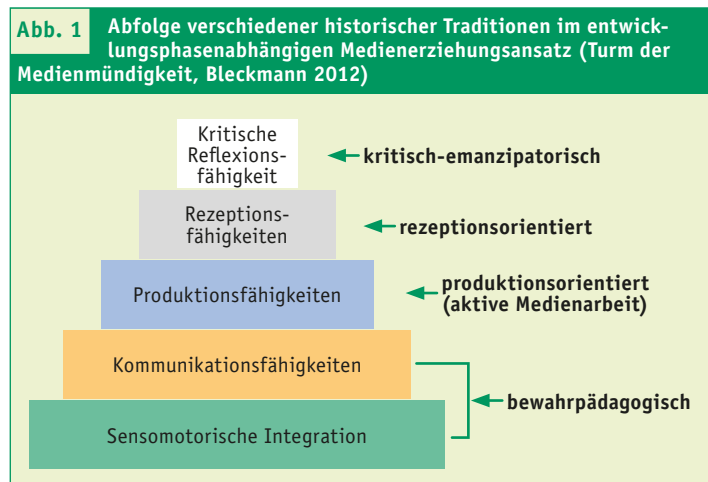 Abb. 1 Abfolge verschiedener historischer Traditionen im entwick-
lungsphasenabhängigen Medienerziehungsansatz (Turm der
Medienmündigkeit, Bleckmann 2012)
Kritische
Reflexions-
fähigkeit
kritisch-emanzipatorisch
Rezeptions-
fähigkeiten
rezeptionsorientiert
Produktionsfähigkeiten
produktionsorientiert
(aktive Medienarbeit)
Kommunikationsfähigkeiten
bewahrpädagogisch
Sensomotorische Integration